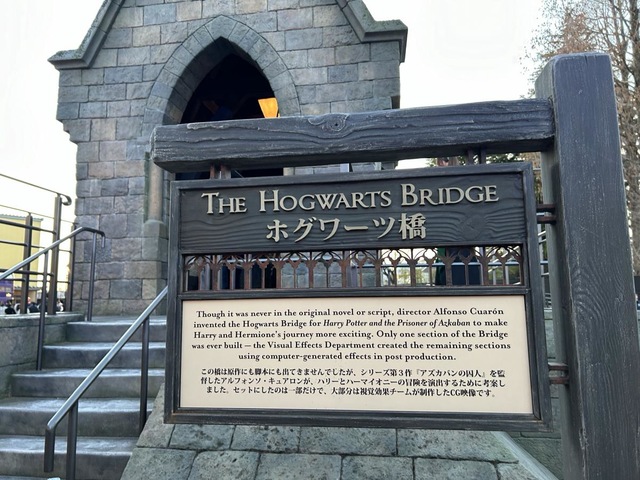 THE HOGWARTS BRIDGE
ホグワーツ橋
Though it was never in the original novel or script, director Alfonso Cuarón
invented the Hogwarts Bridge for Harry Potter and the Prisoner of Azkaban to make
Harry and Hermione's journey more exciting. Only one section of the Bridge
was ever built — the Visual Effects Department created the remaining sections
using computer-generated effects in post production.
この橋は原作にも脚本にも出てきませんでしたが、シリーズ第3作『アズカバンの囚人』を監
督したアルフォンソ・キュアロンが、ハリーとハーマイオニーの冒険を演出するために考案し
ました。セットにしたのは一部だけで、大部分は視覚効果チームが制作したCG映像です。